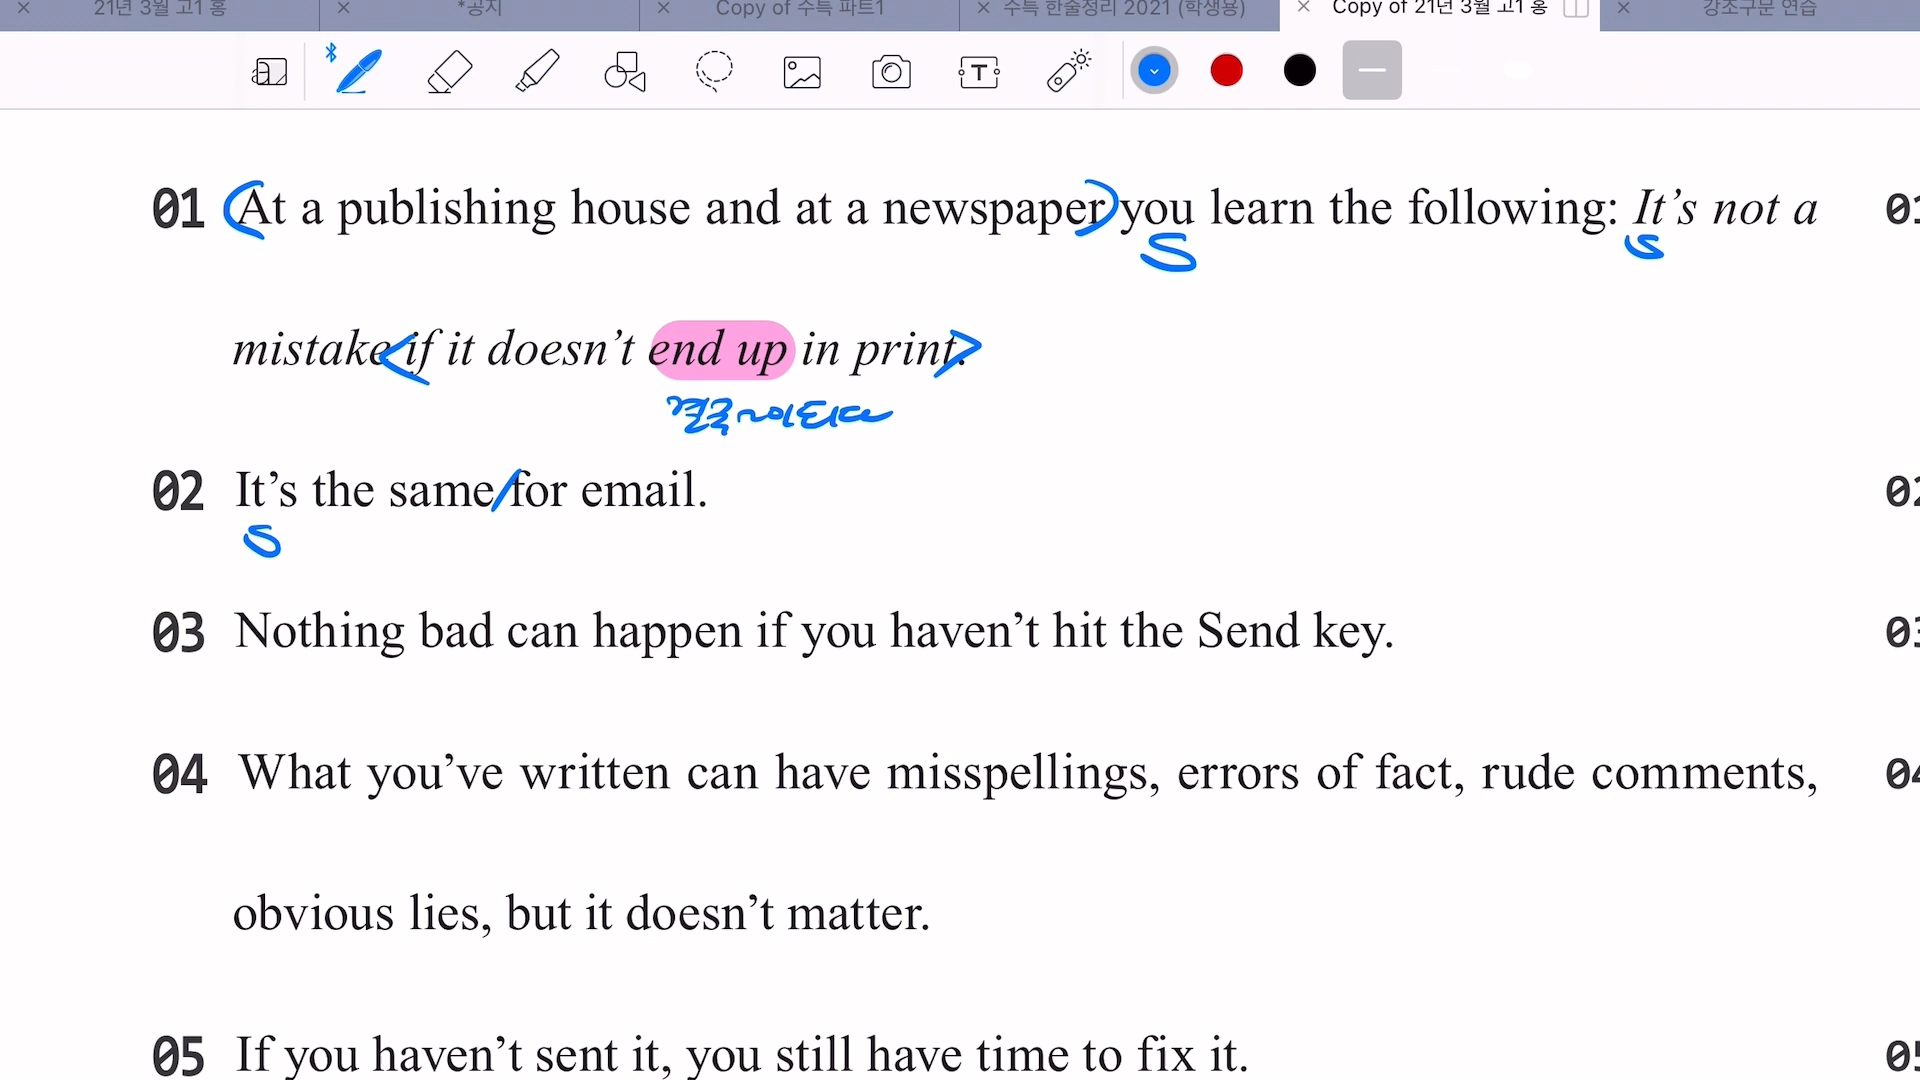 21년 3월 고1 홍 *공지 Copy of 수특 파트1 수특 한술정리 2021 (학생용) Copy of 21년 3월 고1 홍 강조구문 연습
01 At a publishing house and at a newspaper you learn the following: It's not a
S S
mistake if it doesn't end up in print.
결국 ~이 되다
02 It's the same for email.
S
03 Nothing bad can happen if you haven't hit the Send key.
04 What you've written can have misspellings, errors of fact, rude comments,
obvious lies, but it doesn't matter.
05 If you haven't sent it, you still have time to fix it.